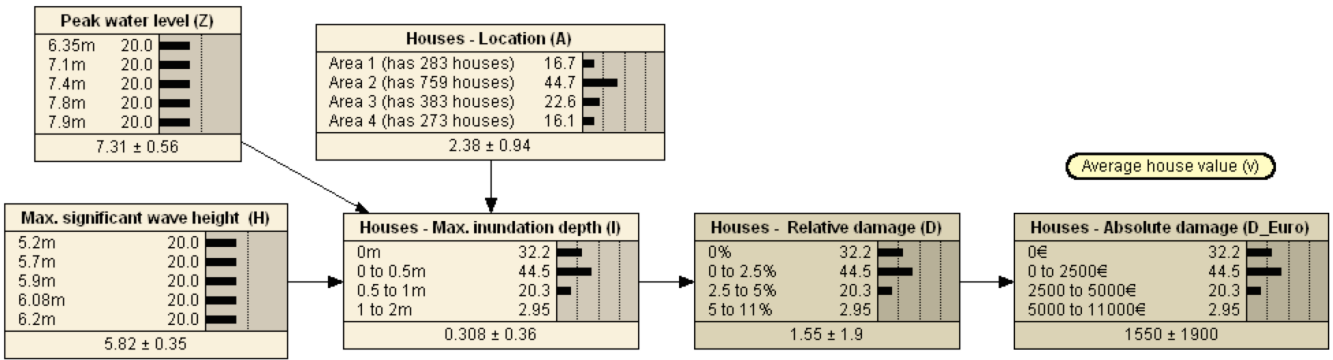 Peak water level (Z)
6.35m 20.0
7.1m 20.0
7.4m 20.0
7.8m 20.0
7.9m 20.0
7.31 ± 0.56
Houses - Location (A)
Area 1 (has 283 houses) 16.7
Area 2 (has 759 houses) 44.7
Area 3 (has 383 houses) 22.6
Area 4 (has 273 houses) 16.1
2.38 ± 0.94
Average house value (v)
Max. significant wave height (H)
5.2m 20.0
5.7m 20.0
5.9m 20.0
6.08m 20.0
6.2m 20.0
5.82 ± 0.35
Houses - Max. inundation depth (I)
0m 32.2
0 to 0.5m 44.5
0.5 to 1m 20.3
1 to 2m 2.95
0.308 ± 0.36
Houses - Relative damage (D)
0% 32.2
0 to 2.5% 44.5
2.5 to 5% 20.3
5 to 11% 2.95
1.55 ± 1.9
Houses - Absolute damage (D_Euro)
0€ 32.2
0 to 2500€ 44.5
2500 to 5000€ 20.3
5000 to 11000€ 2.95
1550 ± 1900